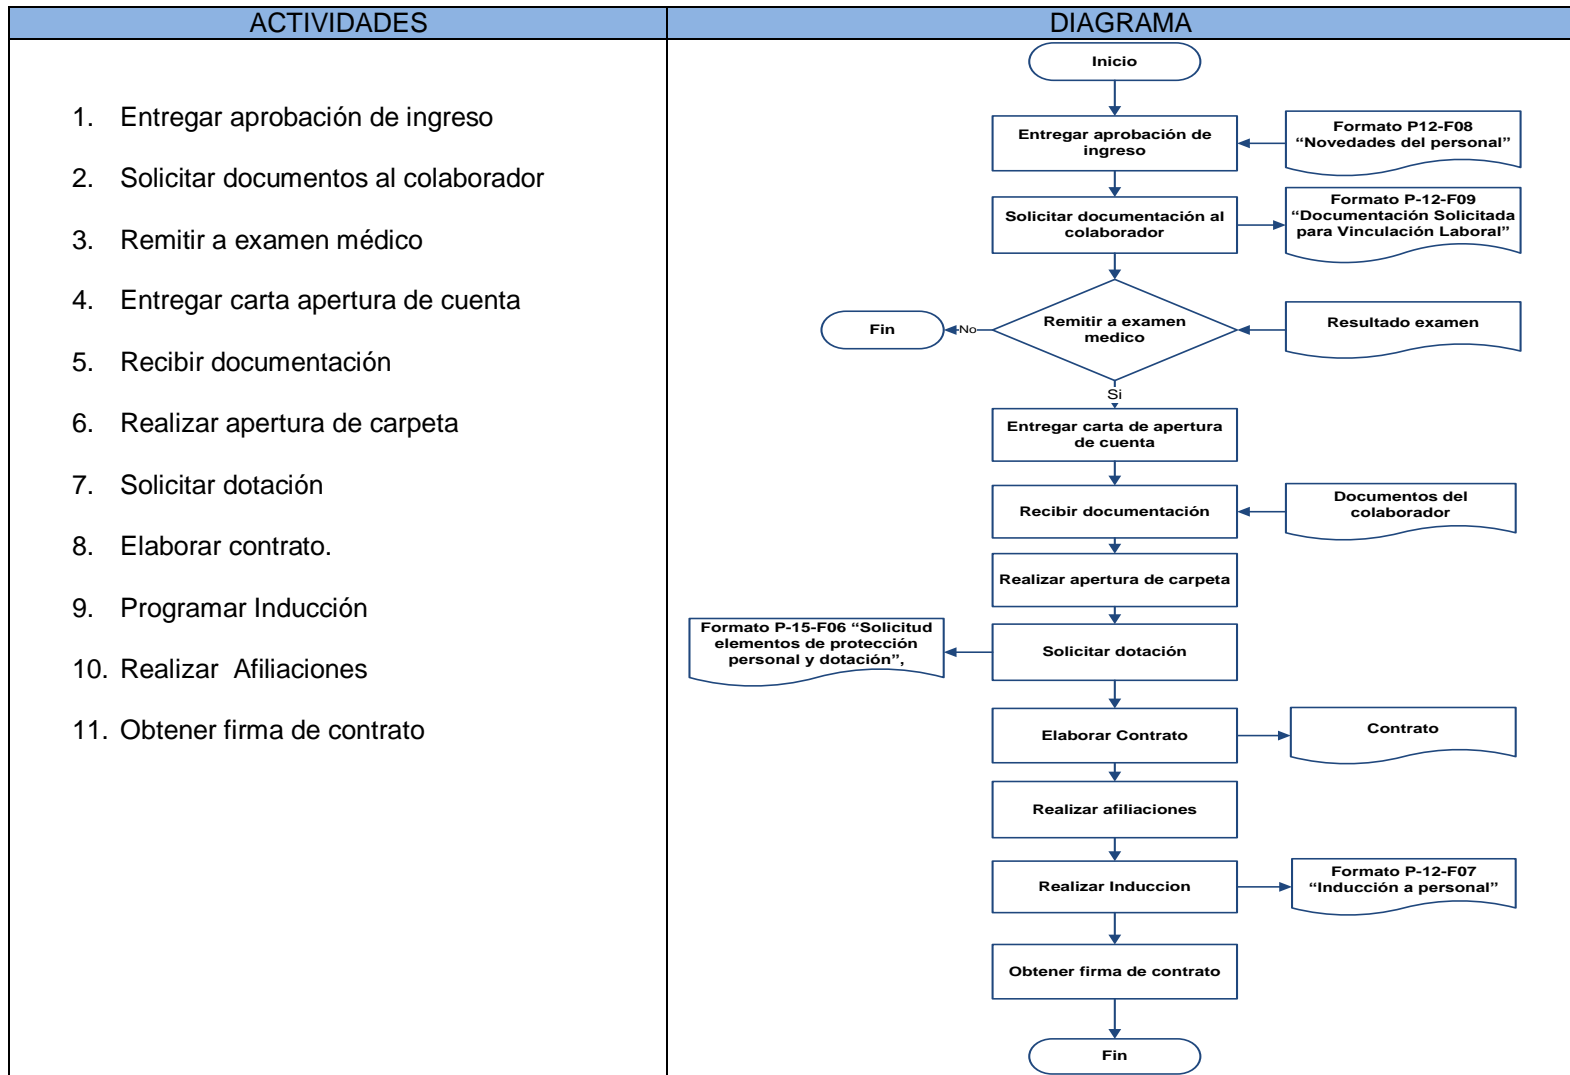 ACTIVIDADES
1. Entregar aprobación de ingreso
2. Solicitar documentos al colaborador
3. Remitir a examen médico
4. Entregar carta apertura de cuenta
5. Recibir documentación
6. Realizar apertura de carpeta
7. Solicitar dotación
8. Elaborar contrato.
9. Programar Inducción
10. Realizar  Afiliaciones
11. Obtener firma de contrato
DIAGRAMA
Inicio
Entregar aprobación de
ingreso
Formato P12-F08
“Novedades del personal”
Solicitar documentación al
colaborador
Formato P-12-F09
“Documentación Solicitada
para Vinculación Laboral”
Fin
No
Remitir a examen
medico
Resultado examen
Si
Entregar carta de apertura
de cuenta
Recibir documentación
Documentos del
colaborador
Realizar apertura de carpeta
Formato P-15-F06 “Solicitud
elementos de protección
personal y dotación”,
Solicitar dotación
Elaborar Contrato
Contrato
Realizar afiliaciones
Realizar Induccion
Formato P-12-F07
“Inducción a personal”
Obtener firma de contrato
Fin